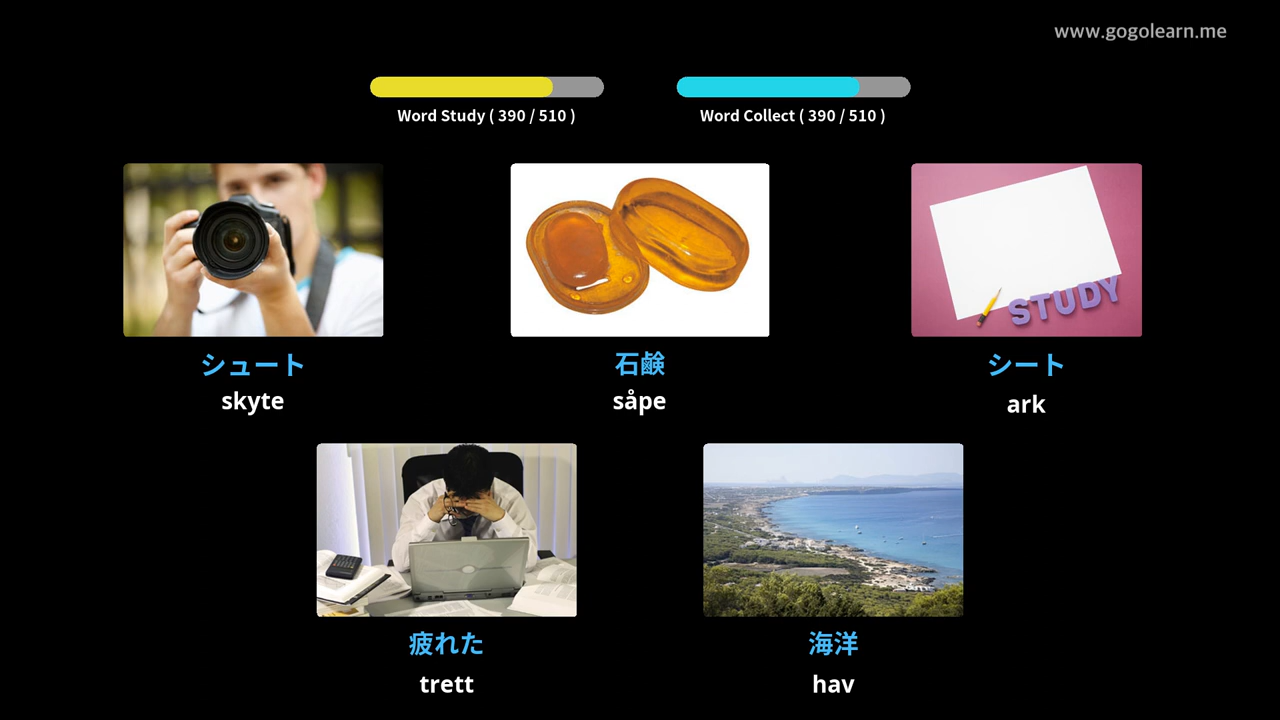 www.gogolearn.me
Word Study ( 390 / 510 )
Word Collect ( 390 / 510 )
STUDY
シュート
skyte
石鹸
såpe
シート
ark
疲れた
trett
海洋
hav